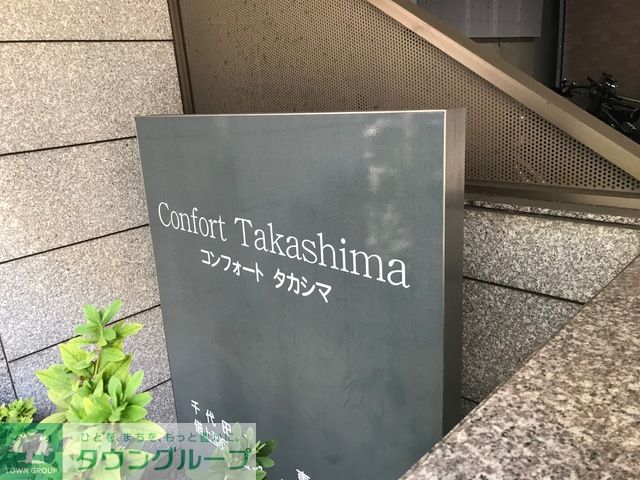 Confort Takashima
コンフォート タカシマ
千代田
ひとを、まちを、もっと豊かに。
タウングループ
TOWN GROUP